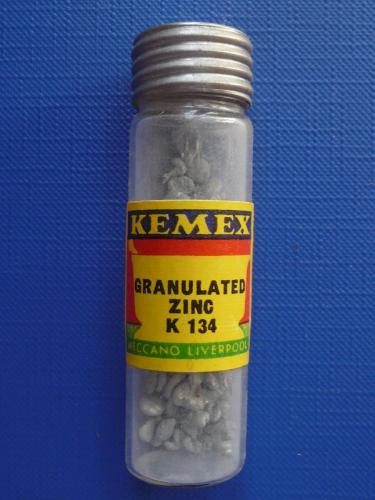 KEMEX
GRANULATED
ZINC
K 134
MECCANO LIVERPOOL